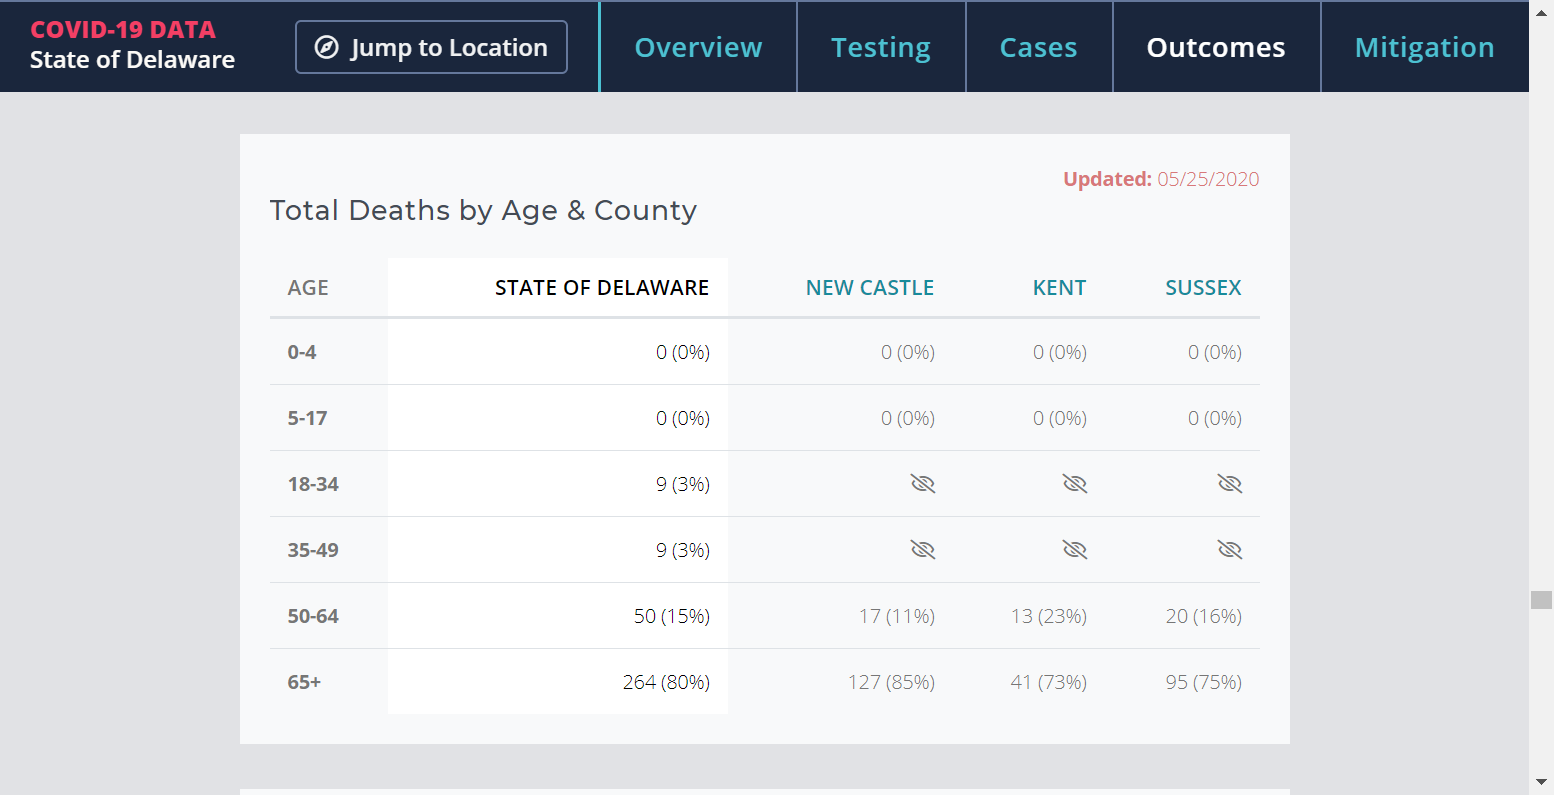 COVID-19 DATA
State of Delaware
Jump to Location
Overview
Testing
Cases
Outcomes
Mitigation
Updated: 05/25/2020
Total Deaths by Age & County
AGE STATE OF DELAWARE NEW CASTLE KENT SUSSEX
0-4 0 (0%) 0 (0%) 0 (0%) 0 (0%)
5-17 0 (0%) 0 (0%) 0 (0%) 0 (0%)
18-34 9 (3%)
35-49 9 (3%)
50-64 50 (15%) 17 (11%) 13 (23%) 20 (16%)
65+ 264 (80%) 127 (85%) 41 (73%) 95 (75%)